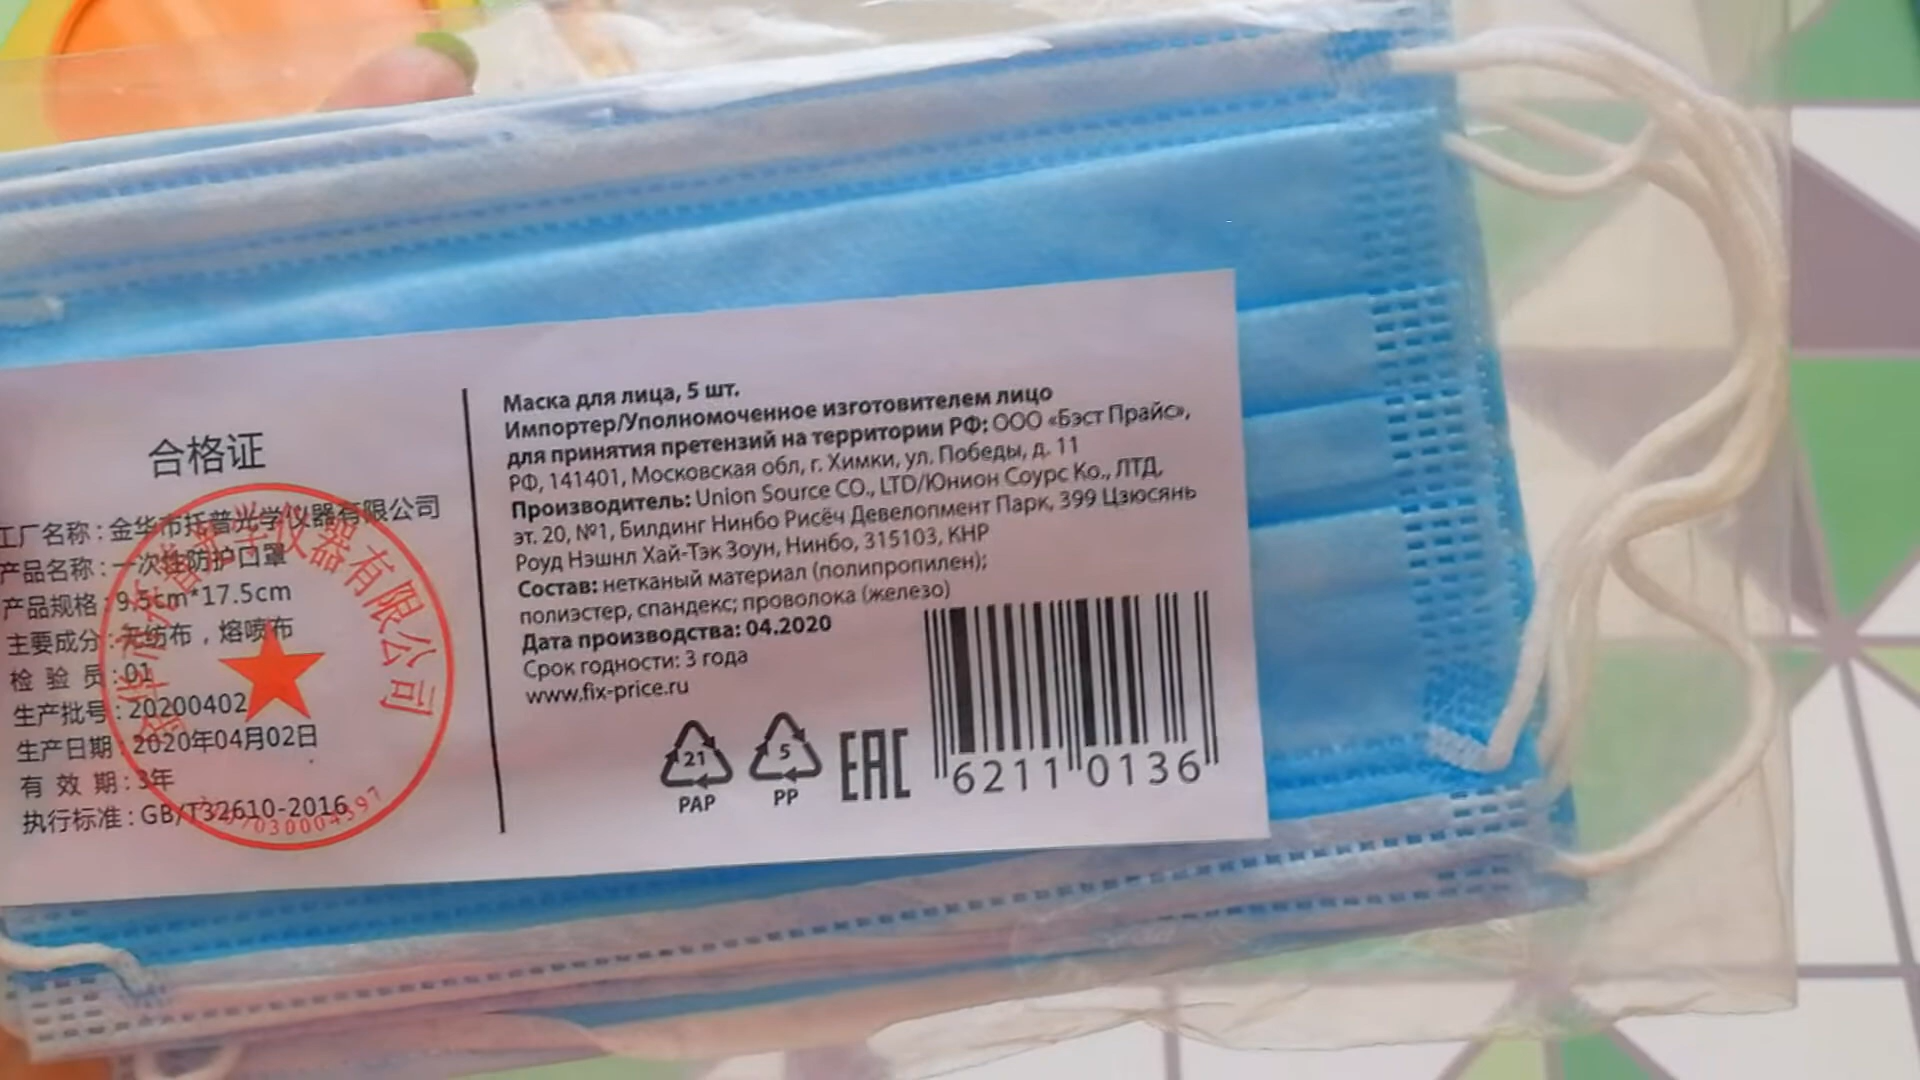 合格证
工厂名称：金华市托普光学仪器有限公司
产品名称：一次性防护口罩
产品规格：9.5cm*17.5cm
主要成分：无纺布，熔喷布
检 验 员：01
生产批号：20200402
生产日期：2020年04月02日
有 效 期：3年
执行标准：GB/T32610-2016
Маска для лица, 5 шт.
Импортер/Уполномоченное изготовителем лицо
для принятия претензий на территории РФ: ООО «Бэст Прайс»,
РФ, 141401, Московская обл, г. Химки, ул. Победы, д. 11
Производитель: Union Source CO., LTD/Юнион Соурс Ко., ЛТД,
эт. 20, №1, Билдинг Нинбо Рисёч Девелопмент Парк, 399 Цзюсянь
Роуд Нэшнл Хай-Тэк Зоун, Нинбо, 315103, КНР
Состав: нетканый материал (полипропилен);
полиэстер, спандекс; проволока (железо)
Дата производства: 04.2020
Срок годности: 3 года
www.fix-price.ru
21
PAP
5
PP
EAC
6211 0136